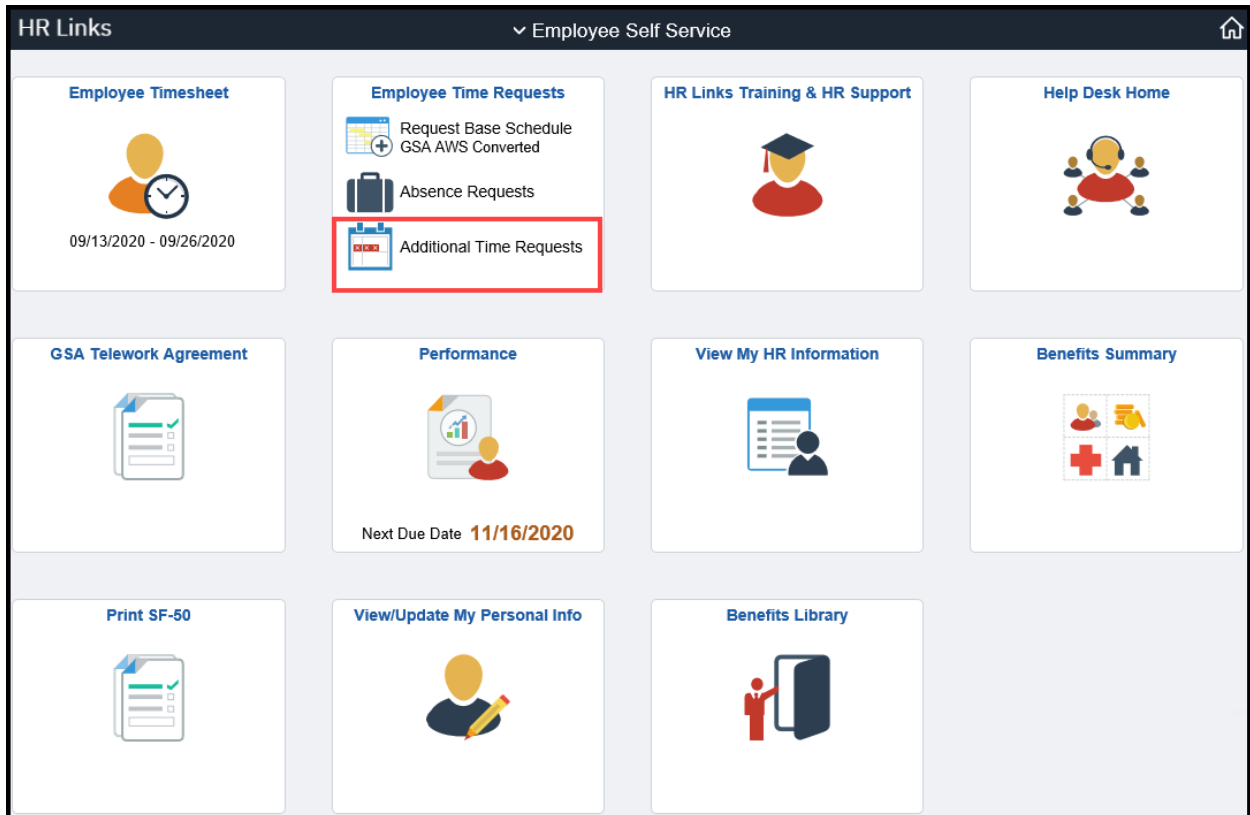 HR Links
Employee Self Service
Employee Timesheet
09/13/2020 - 09/26/2020
Employee Time Requests
Request Base Schedule
GSA AWS Converted
Absence Requests
Additional Time Requests
HR Links Training & HR Support
Help Desk Home
GSA Telework Agreement
Performance
Next Due Date 11/16/2020
View My HR Information
Benefits Summary
Print SF-50
View/Update My Personal Info
Benefits Library